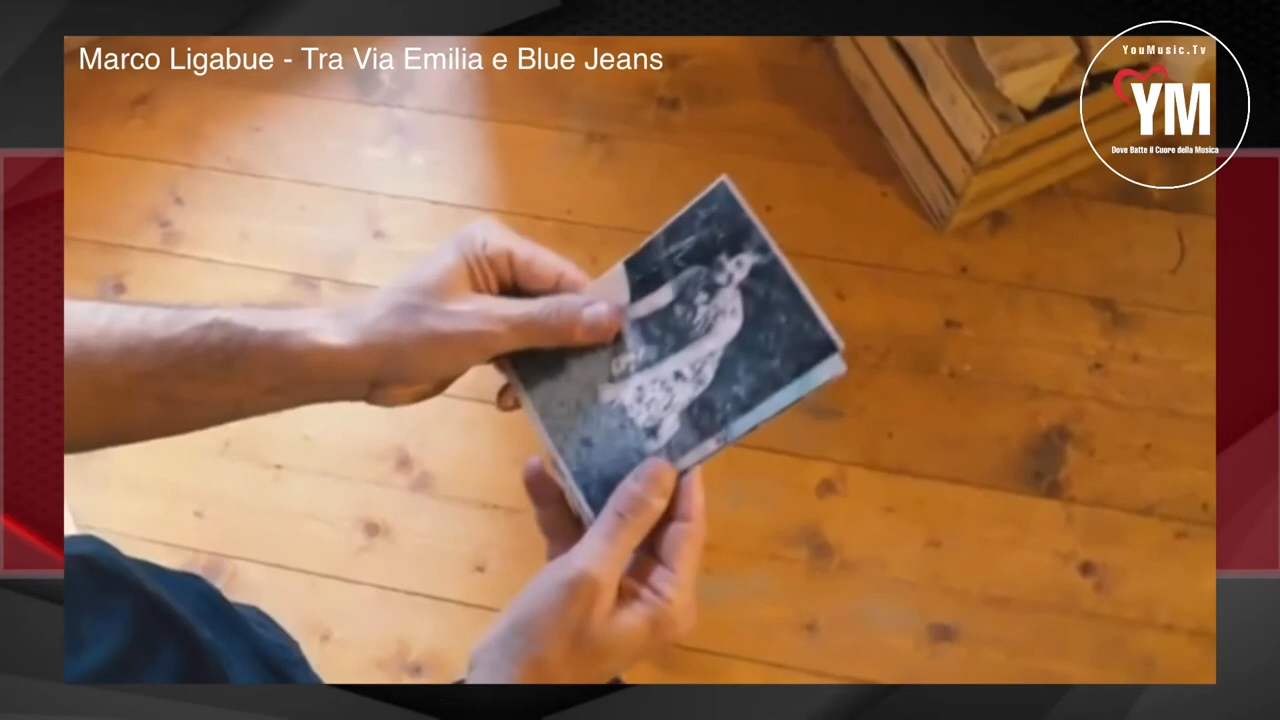 Marco Ligabue - Tra Via Emilia e Blue Jeans
YouMusic.Tv
YM
Dove Batte il Cuore della Musica